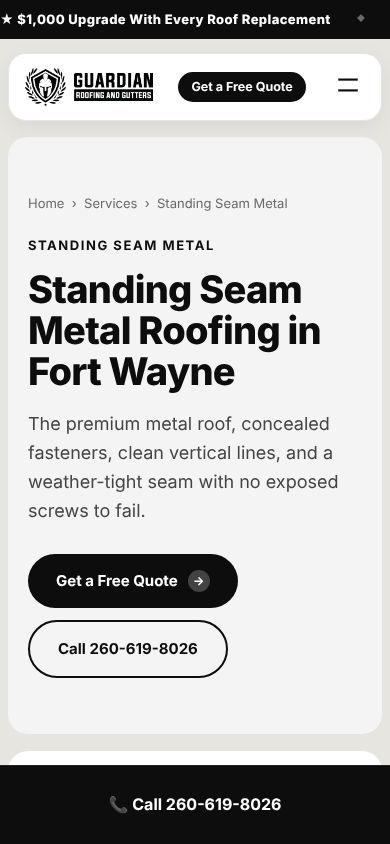 ★ $1,000 Upgrade With Every Roof Replacement ◆
GUARDIAN
ROOFING AND GUTTERS
Get a Free Quote
Home › Services › Standing Seam Metal
STANDING SEAM METAL
Standing Seam
Metal Roofing in
Fort Wayne
The premium metal roof, concealed
fasteners, clean vertical lines, and a
weather-tight seam with no exposed
screws to fail.
Get a Free Quote →
Call 260-619-8026
📞 Call 260-619-8026